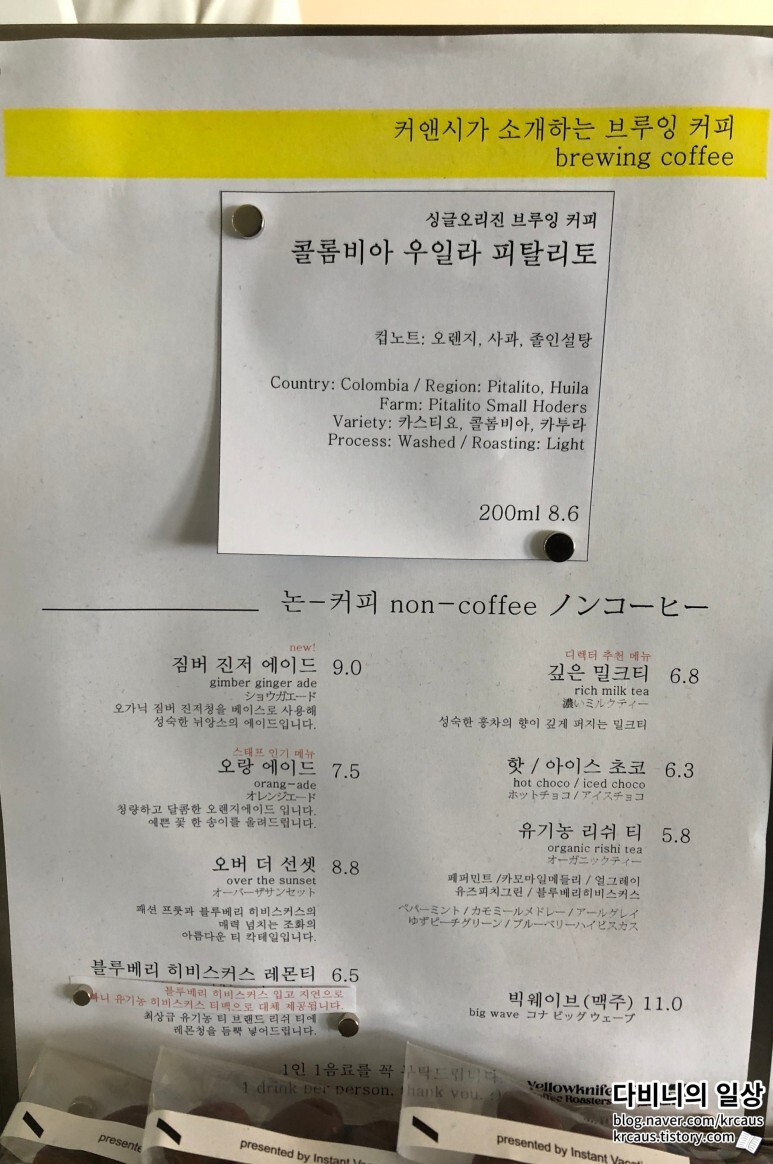 커앤시가 소개하는 브루잉 커피
brewing coffee
싱글오리진 브루잉 커피
콜롬비아 우일라 피탈리토
컵노트: 오렌지, 사과, 졸인설탕
Country: Colombia / Region: Pitalito, Huila
Farm: Pitalito Small Hoders
Variety: 카스티요, 콜롬비아, 카투라
Process: Washed / Roasting: Light
200ml 8.6
논-커피 non-coffee ノンコーヒー
new!
짐버 진저 에이드 9.0
gimber ginger ade
ショウガエード
오가닉 짐버 진저청을 베이스로 사용해
성숙한 뉘앙스의 에이드입니다.
스태프 인기 메뉴
오랑 에이드 7.5
orang-ade
オレンジエード
청량하고 달콤한 오렌지에이드 입니다.
예쁜 꽃 한 송이를 올려드립니다.
오버 더 선셋 8.8
over the sunset
オーバーザサンセット
패션 프룻과 블루베리 히비스커스의
매력 넘치는 조화의
아름다운 티 칵테일입니다.
블루베리 히비스커스 레몬티 6.5
블루베리 히비스커스 입고 지연으로
유기농 히비스커스 티백으로 대체 제공됩니다.
최상급 유기농 티 브랜드 리쉬 티에
레몬청을 듬뿍 넣어드립니다.
디렉터 추천 메뉴
깊은 밀크티 6.8
rich milk tea
濃いミルクティー
성숙한 홍차의 향이 깊게 퍼지는 밀크티
핫 / 아이스 초코 6.3
hot choco / iced choco
ホットチョコ / アイスチョコ
유기농 리쉬 티 5.8
organic rishi tea
オーガニックティー
페퍼민트 /카모마일메들리 / 얼그레이
유즈피치그린 / 블루베리히비스커스
ペパーミント / カモミールメドレー / アールグレイ
ゆずピーチグリーン / ブルーベリーハイビスガス
빅웨이브(맥주) 11.0
big wave コナ ビッグ ウェーブ
1인 1음료를 꼭 부탁드립니다
1 drink per person, thank you.
Yellowknife
Coffee Roasters
다비녀의 일상
blog.naver.com/krcaus
krcaus.tistory.com
presented by Instant
presented by Instant